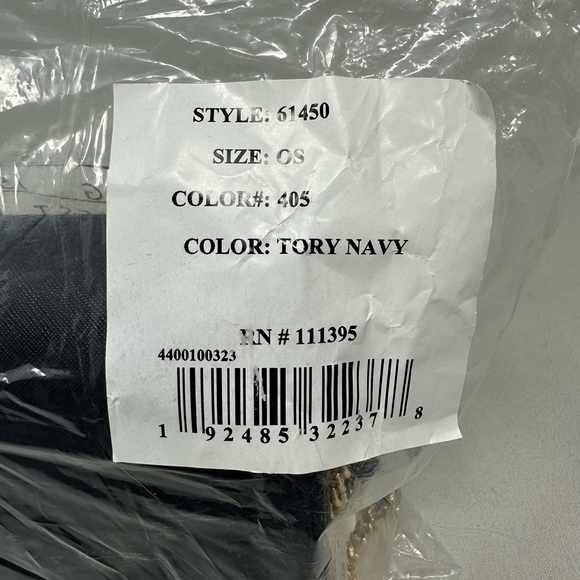 STYLE: 61450
SIZE: OS
COLOR#: 405
COLOR: TORY NAVY
RN # 111395
4400100323
1 92485 32237 8